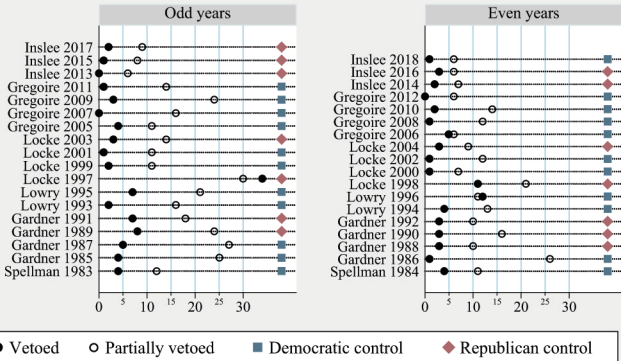 Odd years
Inslee 2017
Inslee 2015
Inslee 2013
Gregoire 2011
Gregoire 2009
Gregoire 2007
Gregoire 2005
Locke 2003
Locke 2001
Locke 1999
Locke 1997
Lowry 1995
Lowry 1993
Gardner 1991
Gardner 1989
Gardner 1987
Gardner 1985
Spellman 1983
0 5 10 15 20 25 30
Even years
Inslee 2018
Inslee 2016
Inslee 2014
Gregoire 2012
Gregoire 2010
Gregoire 2008
Gregoire 2006
Locke 2004
Locke 2002
Locke 2000
Locke 1998
Lowry 1996
Lowry 1994
Gardner 1992
Gardner 1990
Gardner 1988
Gardner 1986
Spellman 1984
0 5 10 15 20 25 30
Vetoed Partially vetoed Democratic control Republican control